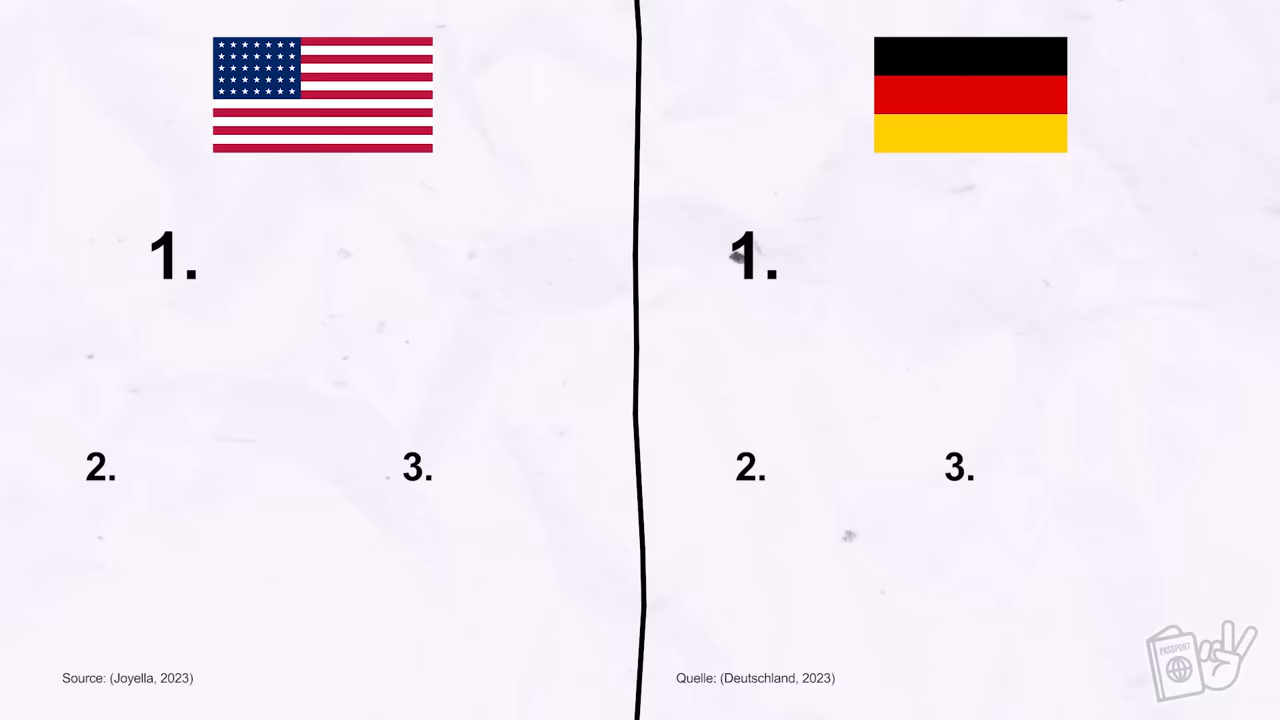 1.
2.
3.
Source: (Joyella, 2023)
1.
2.
3.
Quelle: (Deutschland, 2023)
PASSPORT